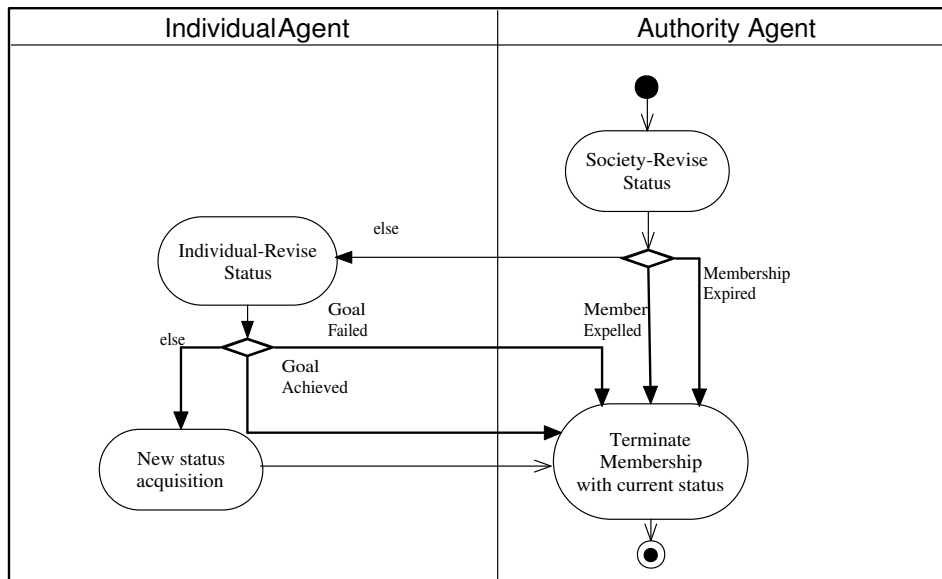 IndividualAgent
Authority Agent
Society-Revise
Status
else
Individual-Revise
Status
Membership
Expired
Member
Expelled
Goal
Failed
else
Goal
Achieved
New status
acquisition
Terminate
Membership
with current status